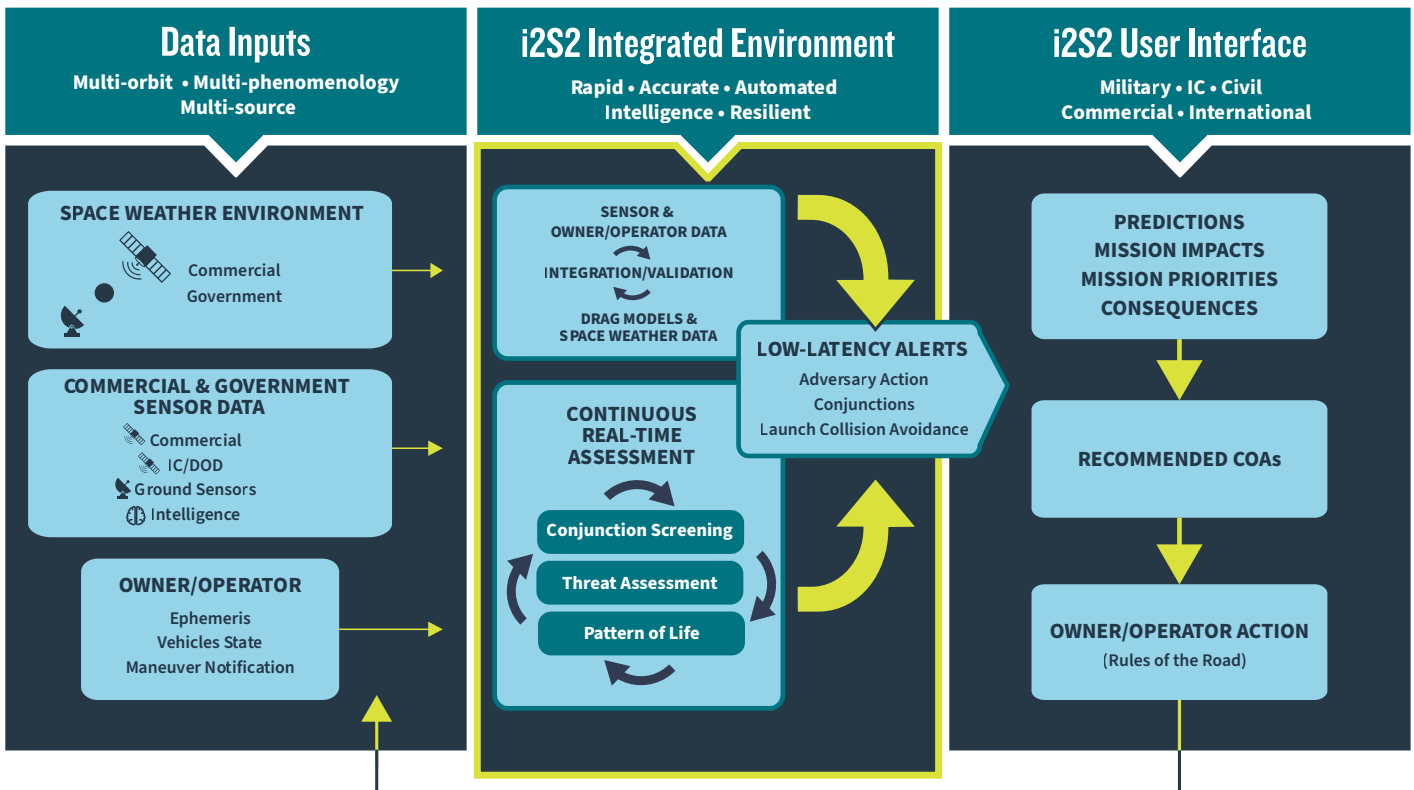 Data Inputs
Multi-orbit • Multi-phenomenology
Multi-source
SPACE WEATHER ENVIRONMENT
Commercial
Government
COMMERCIAL & GOVERNMENT
SENSOR DATA
Commercial
IC/DOD
Ground Sensors
Intelligence
OWNER/OPERATOR
Ephemeris
Vehicles State
Maneuver Notification
i2S2 Integrated Environment
Rapid • Accurate • Automated
Intelligence • Resilient
SENSOR &
OWNER/OPERATOR DATA
INTEGRATION/VALIDATION
DRAG MODELS &
SPACE WEATHER DATA
LOW-LATENCY ALERTS
Adversary Action
Conjunctions
Launch Collision Avoidance
CONTINUOUS
REAL-TIME
ASSESSMENT
Conjunction Screening
Threat Assessment
Pattern of Life
i2S2 User Interface
Military • IC • Civil
Commercial • International
PREDICTIONS
MISSION IMPACTS
MISSION PRIORITIES
CONSEQUENCES
RECOMMENDED COAs
OWNER/OPERATOR ACTION
(Rules of the Road)